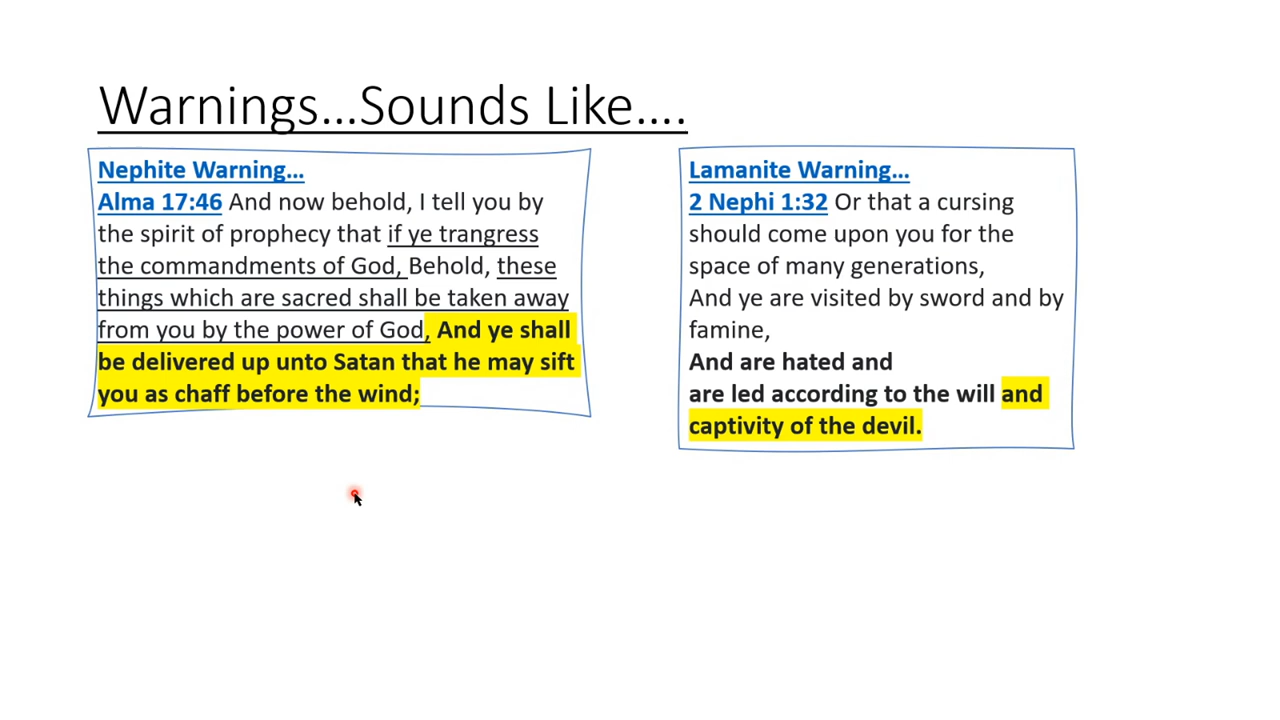 Warnings...Sounds Like....
Nephite Warning...
Alma 17:46 And now behold, I tell you by
the spirit of prophecy that if ye trangress
the commandments of God, Behold, these
things which are sacred shall be taken away
from you by the power of God, And ye shall
be delivered up unto Satan that he may sift
you as chaff before the wind;
Lamanite Warning...
2 Nephi 1:32 Or that a cursing
should come upon you for the
space of many generations,
And ye are visited by sword and by
famine,
And are hated and
are led according to the will and
captivity of the devil.